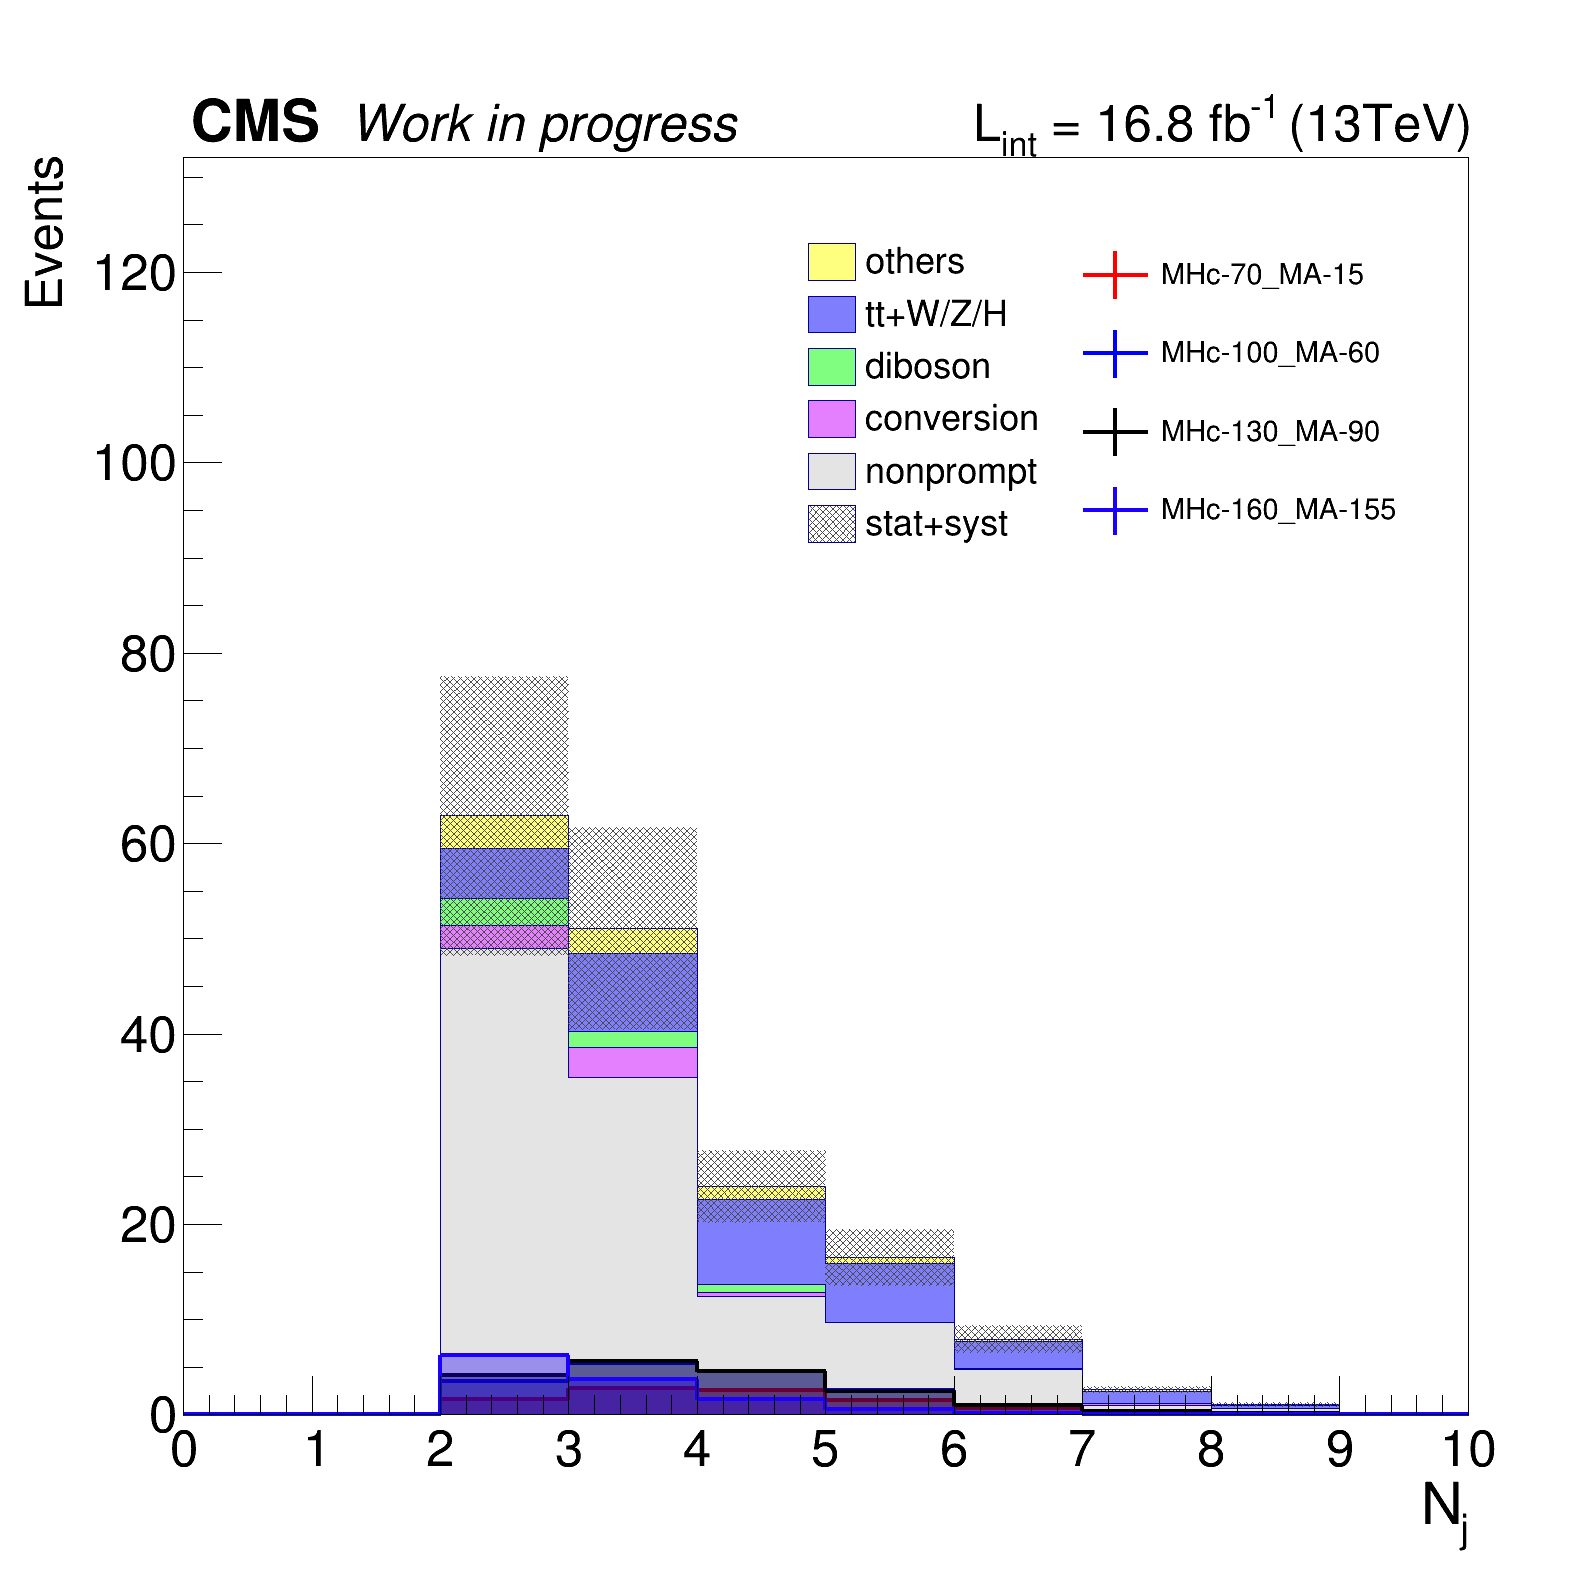 CMS Work in progress
L_int = 16.8 fb^-1 (13TeV)
Events
120
100
80
60
40
20
0
others
tt+W/Z/H
diboson
conversion
nonprompt
stat+syst
MHc-70_MA-15
MHc-100_MA-60
MHc-130_MA-90
MHc-160_MA-155
0 1 2 3 4 5 6 7 8 9 10
N_j